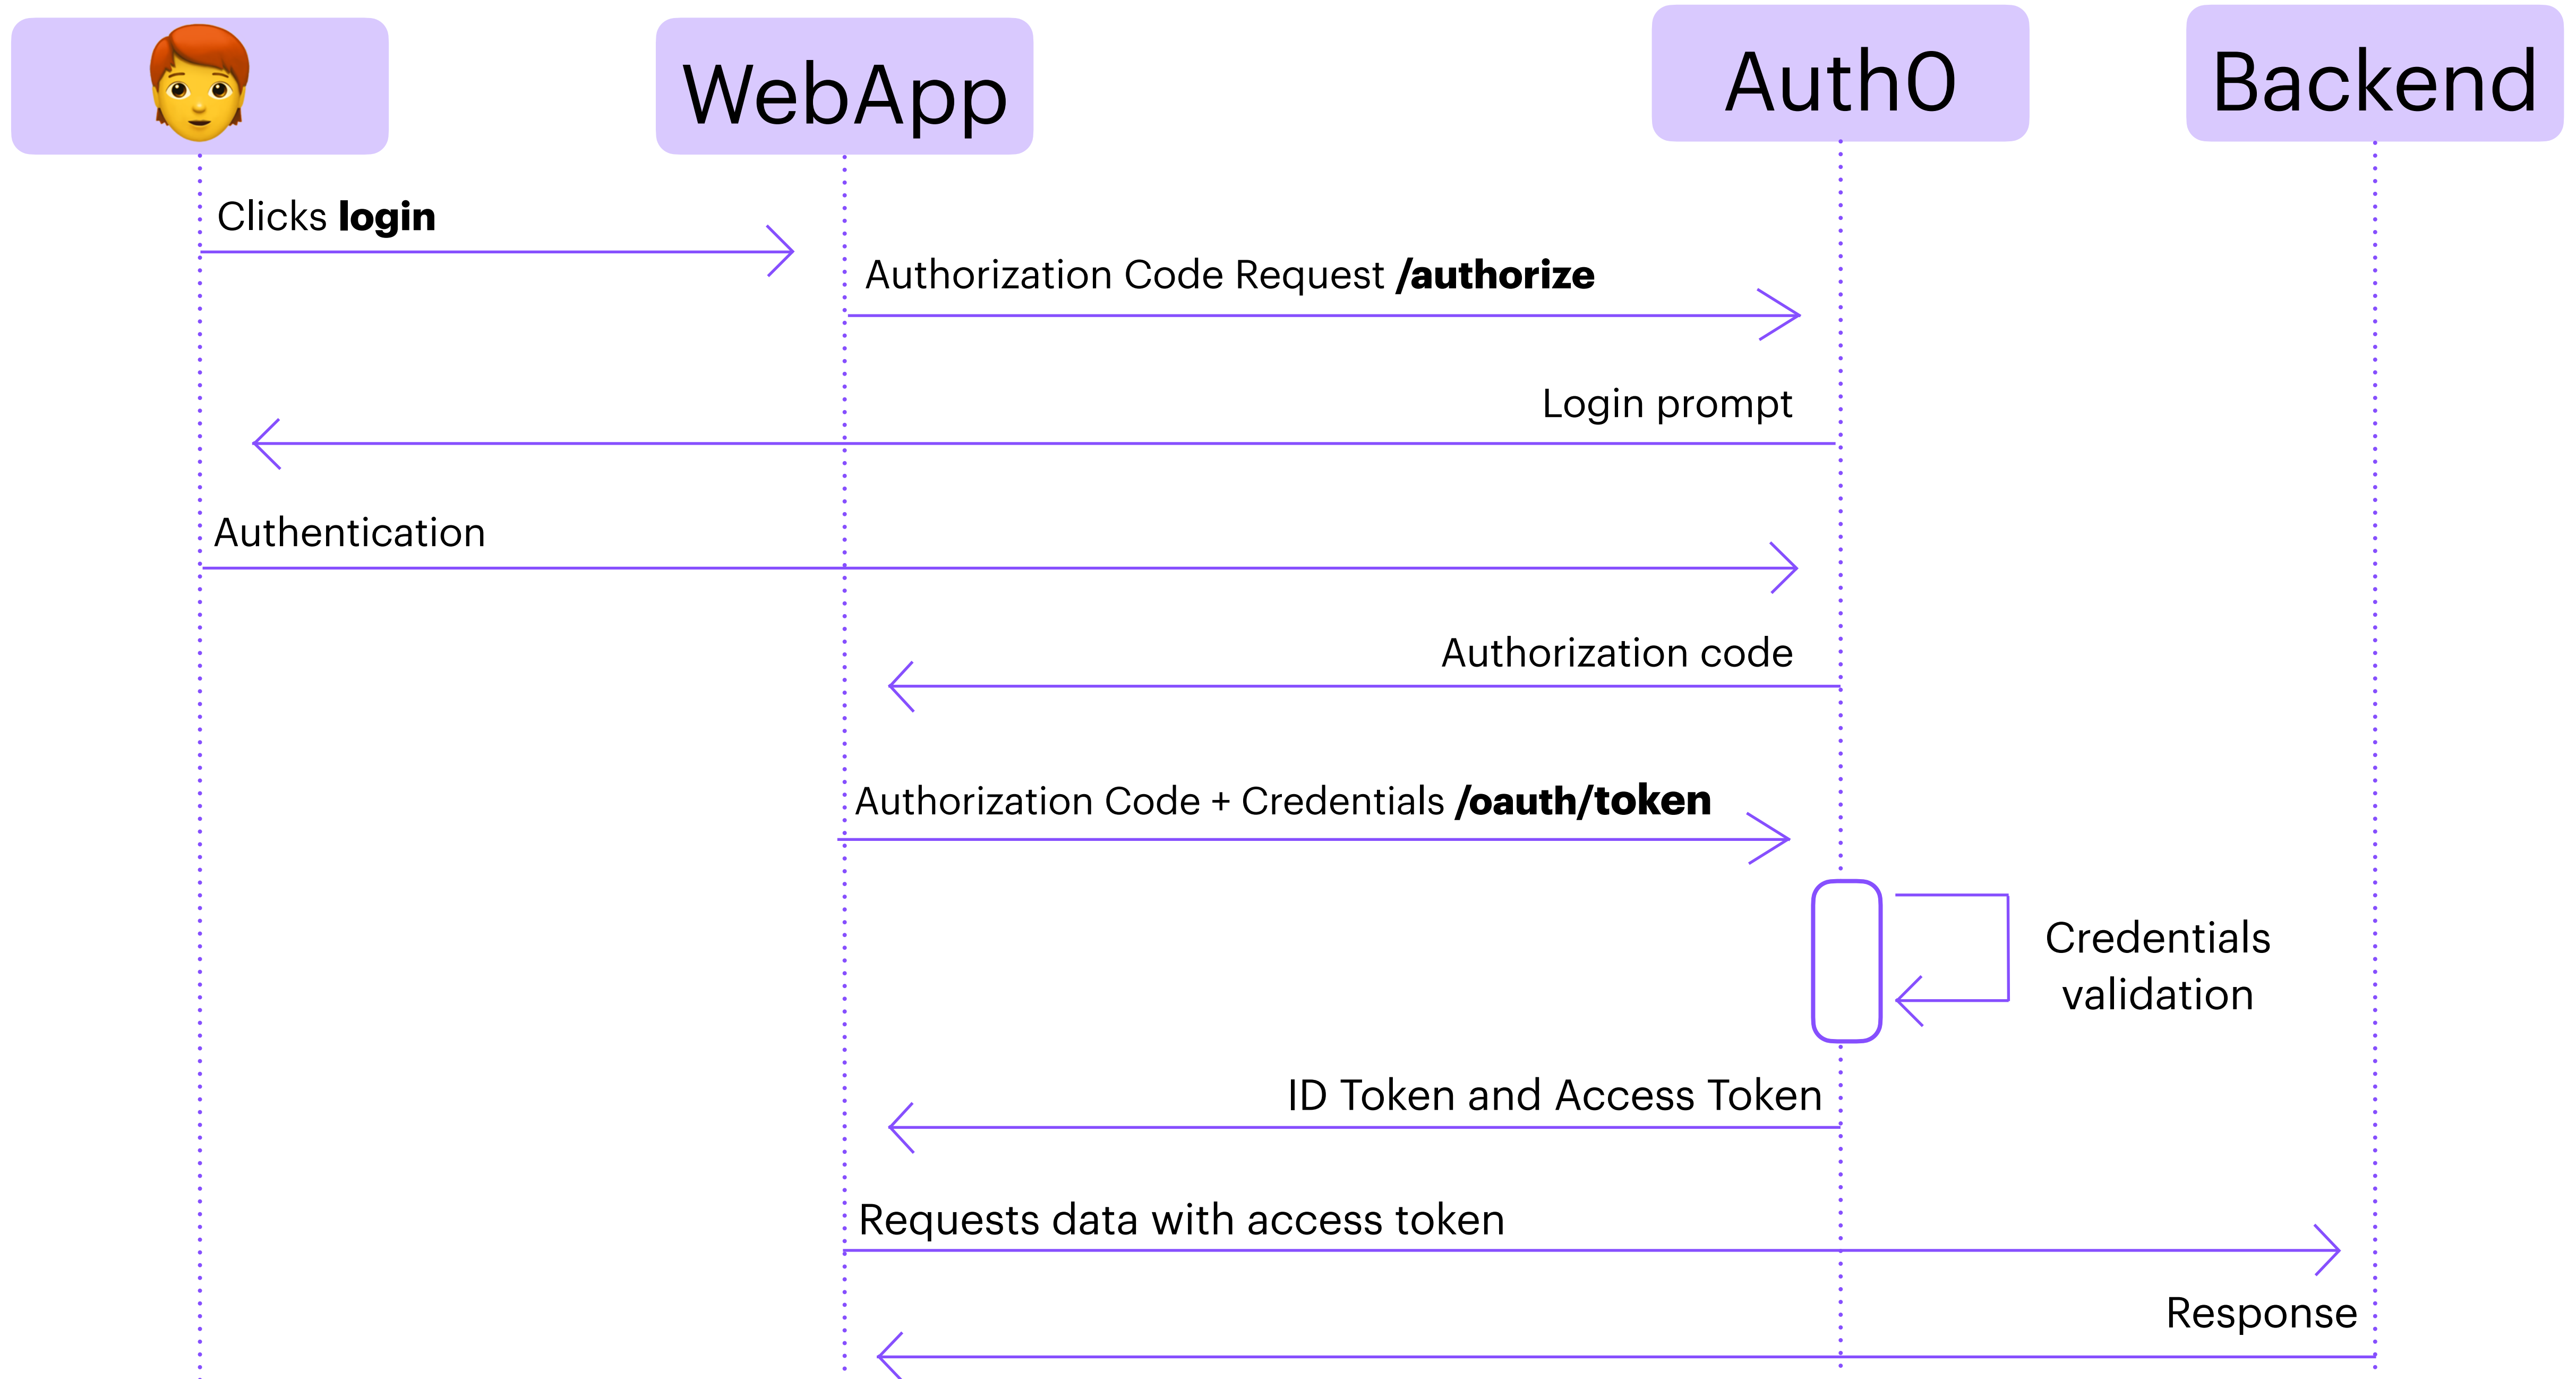 WebApp
Auth0
Backend
Clicks login
Authorization Code Request /authorize
Login prompt
Authentication
Authorization code
Authorization Code + Credentials /oauth/token
Credentials
validation
ID Token and Access Token
Requests data with access token
Response